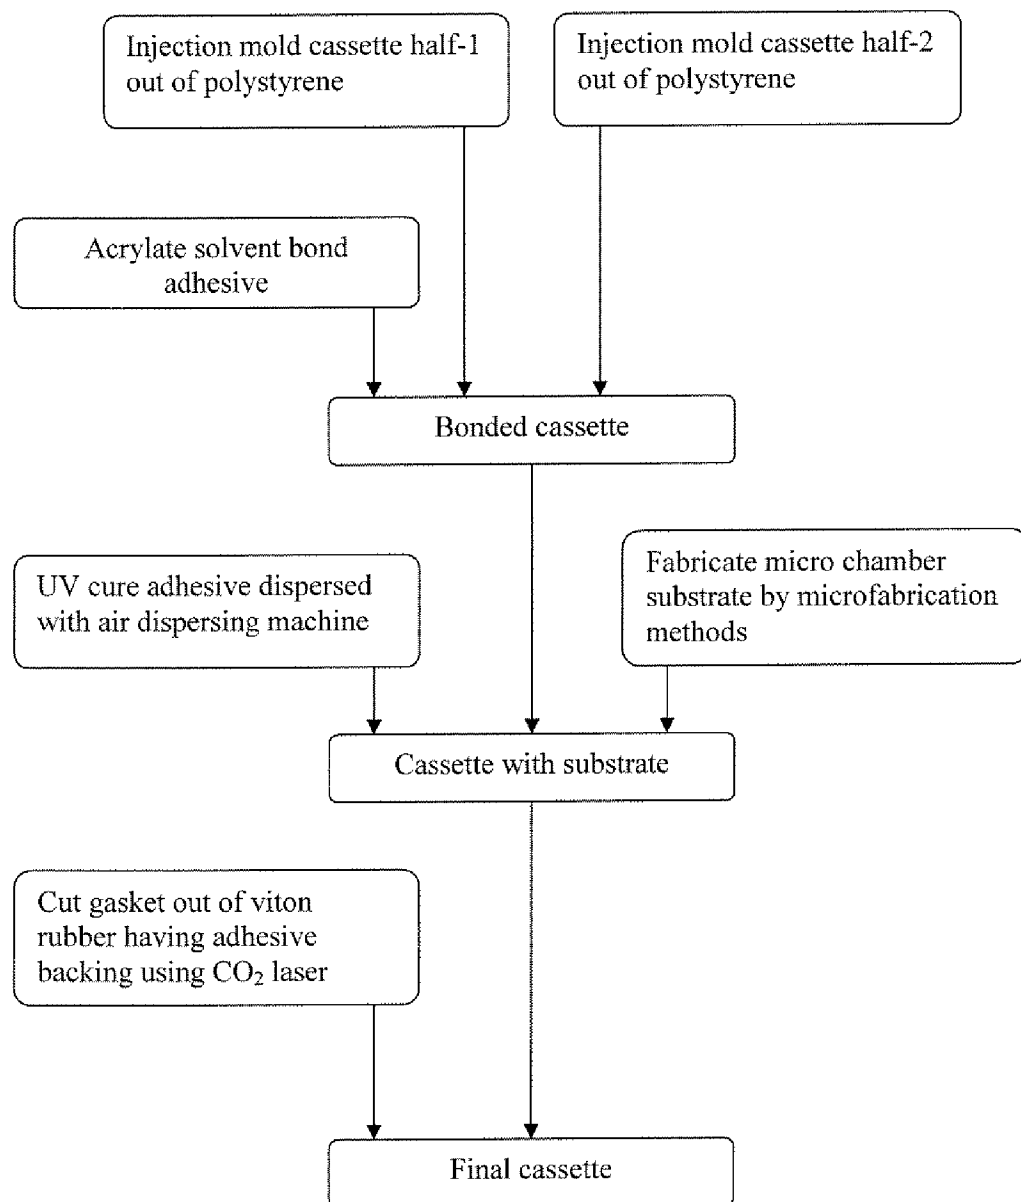 Injection mold cassette half-1
out of polystyrene
Injection mold cassette half-2
out of polystyrene
Acrylate solvent bond
adhesive
Bonded cassette
UV cure adhesive dispersed
with air dispersing machine
Fabricate micro chamber
substrate by microfabrication
methods
Cassette with substrate
Cut gasket out of viton
rubber having adhesive
backing using CO₂ laser
Final cassette